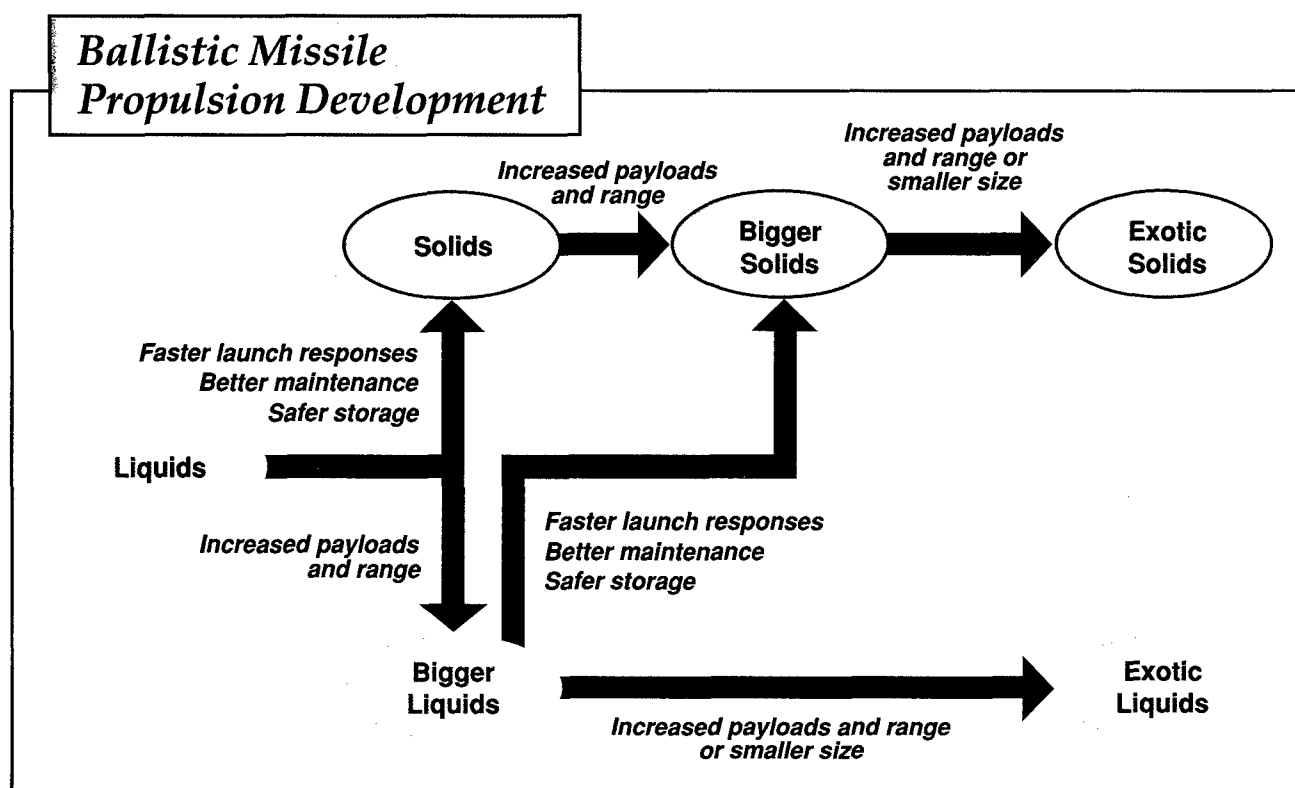 Ballistic Missile
Propulsion Development
Increased payloads
and range
Increased payloads
and range or
smaller size
Solids
Bigger
Solids
Exotic
Solids
Faster launch responses
Better maintenance
Safer storage
Liquids
Increased payloads
and range
Faster launch responses
Better maintenance
Safer storage
Bigger
Liquids
Exotic
Liquids
Increased payloads and range
or smaller size